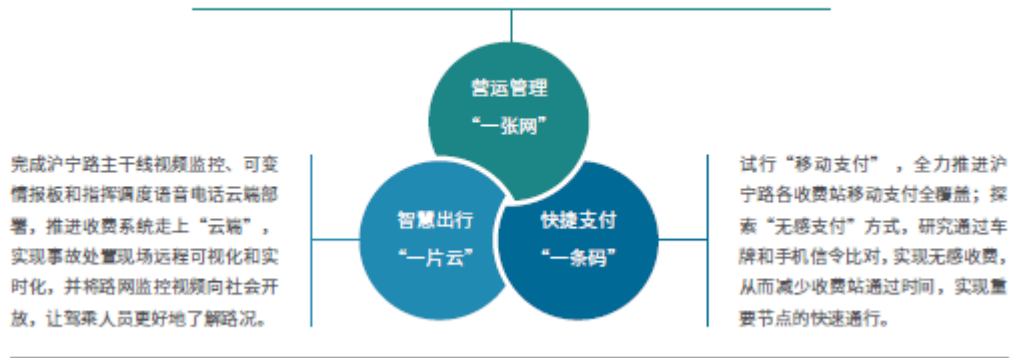 营运管理
“一张网”
完成沪宁路主干线视频监控、可变
情报板和指挥调度语音电话云端部
署，推进收费系统走上“云端”，
实现事故处置现场远程可视化和实
时化，并将路网监控视频向社会开
放，让驾乘人员更好地了解路况。
智慧出行
“一片云”
快捷支付
“一条码”
试行“移动支付”，全力推进沪
宁路各收费站移动支付全覆盖；探
索“无感支付”方式，研究通过车
牌和手机信令比对，实现无感收费，
从而减少收费站通过时间，实现重
要节点的快速通行。